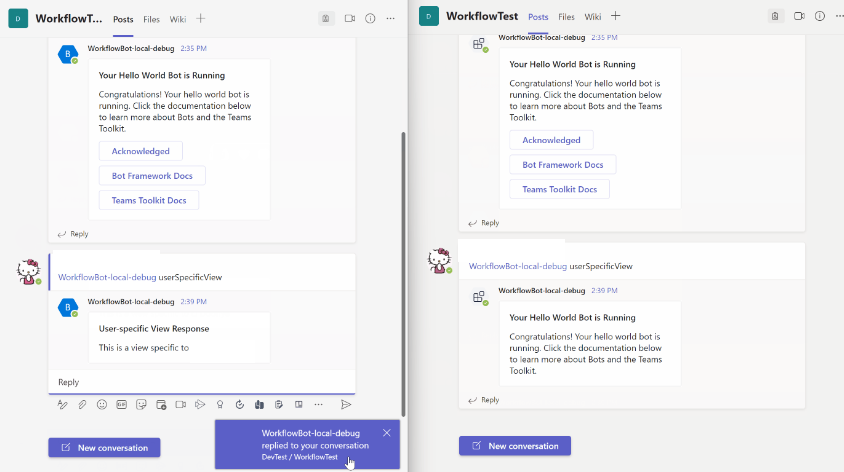 D WorkflowT... Posts Files Wiki
WorkflowBot-local-debug 2:35 PM
B
Your Hello World Bot is Running
Congratulations! Your hello world bot is
running. Click the documentation below
to learn more about Bots and the Teams
Toolkit.
Acknowledged
Bot Framework Docs
Teams Toolkit Docs
Reply
WorkflowBot-local-debug userSpecificView
WorkflowBot-local-debug 2:39 PM
B
User-specific View Response
This is a view specific to
Reply
GIF
New conversation
WorkflowBot-local-debug
replied to your conversation
DevTest / WorkflowTest
D WorkflowTest Posts Files Wiki
WorkflowBot-local-debug 2:35 PM
Your Hello World Bot is Running
Congratulations! Your hello world bot is
running. Click the documentation below
to learn more about Bots and the Teams
Toolkit.
Acknowledged
Bot Framework Docs
Teams Toolkit Docs
Reply
WorkflowBot-local-debug userSpecificView
WorkflowBot-local-debug 2:39 PM
Your Hello World Bot is Running
Congratulations! Your hello world bot is
running. Click the documentation below
to learn more about Bots and the Teams
Toolkit.
Reply
New conversation